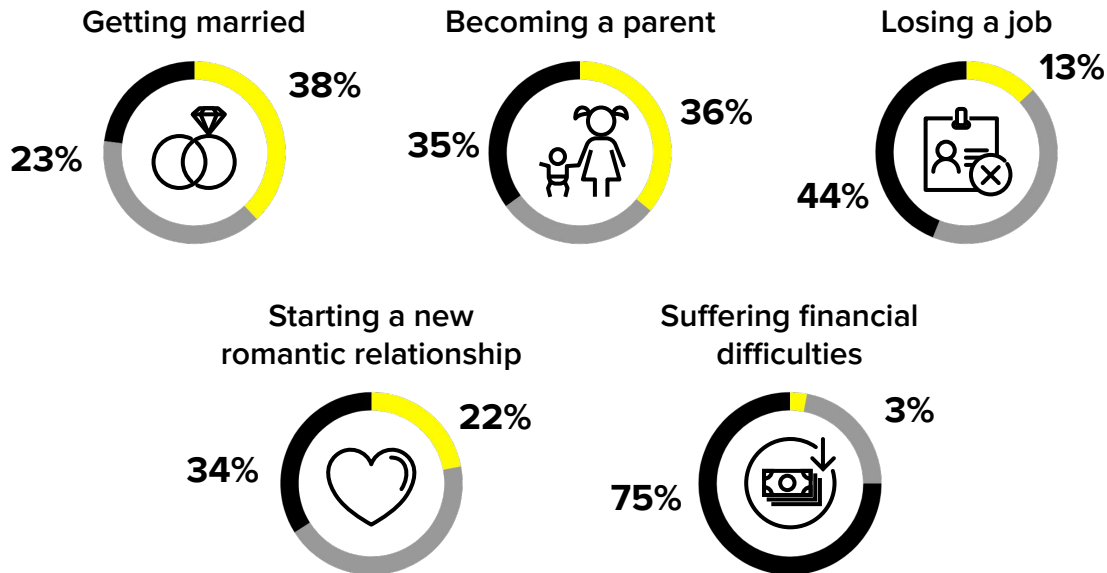 Getting married
38%
23%
Becoming a parent
36%
35%
Losing a job
13%
44%
Starting a new
romantic relationship
22%
34%
Suffering financial
difficulties
3%
75%